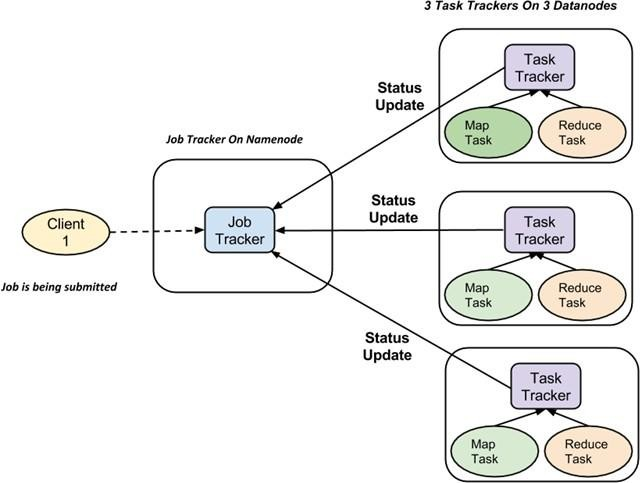 3 Task Trackers On 3 Datanodes
Task
Tracker
Status
Update
Map
Task
Reduce
Task
Job Tracker On Namenode
Client
1
Job
Tracker
Status
Update
Task
Tracker
Map
Task
Reduce
Task
Job is being submitted
Status
Update
Task
Tracker
Map
Task
Reduce
Task